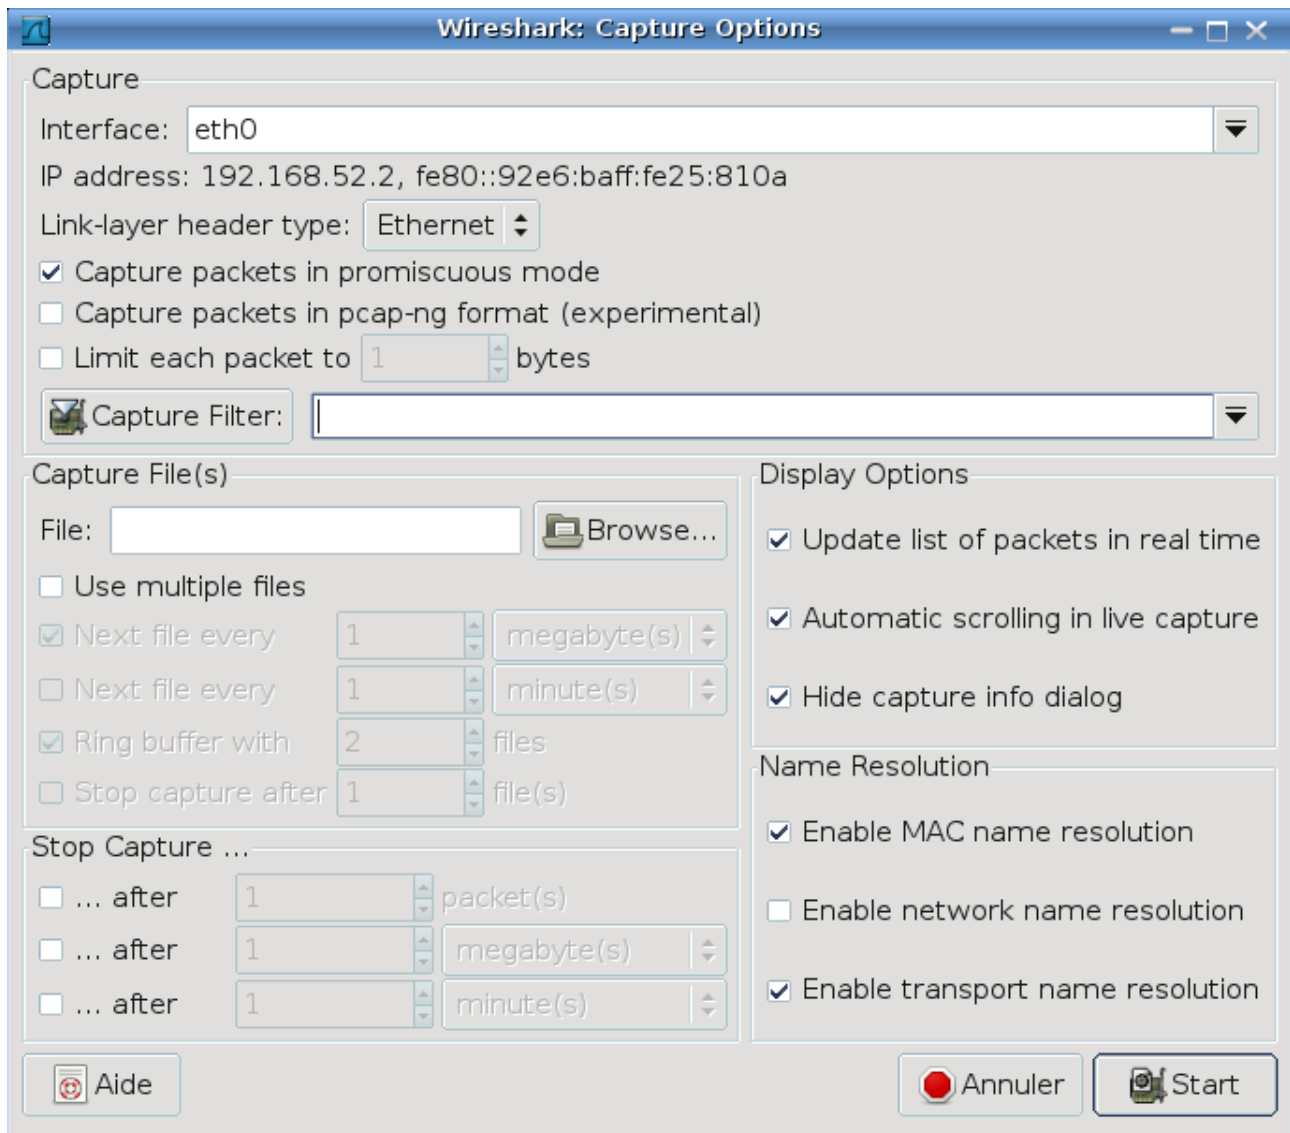 Wireshark: Capture Options
Capture
Interface: eth0
IP address: 192.168.52.2, fe80::92e6:baff:fe25:810a
Link-layer header type: Ethernet
Capture packets in promiscuous mode
Capture packets in pcap-ng format (experimental)
Limit each packet to 1 bytes
Capture Filter:
Capture File(s)
File: Browse...
Use multiple files
Next file every 1 megabyte(s)
Next file every 1 minute(s)
Ring buffer with 2 files
Stop capture after 1 file(s)
Stop Capture ...
... after 1 packet(s)
... after 1 megabyte(s)
... after 1 minute(s)
Display Options
Update list of packets in real time
Automatic scrolling in live capture
Hide capture info dialog
Name Resolution
Enable MAC name resolution
Enable network name resolution
Enable transport name resolution
Aide Annuler Start